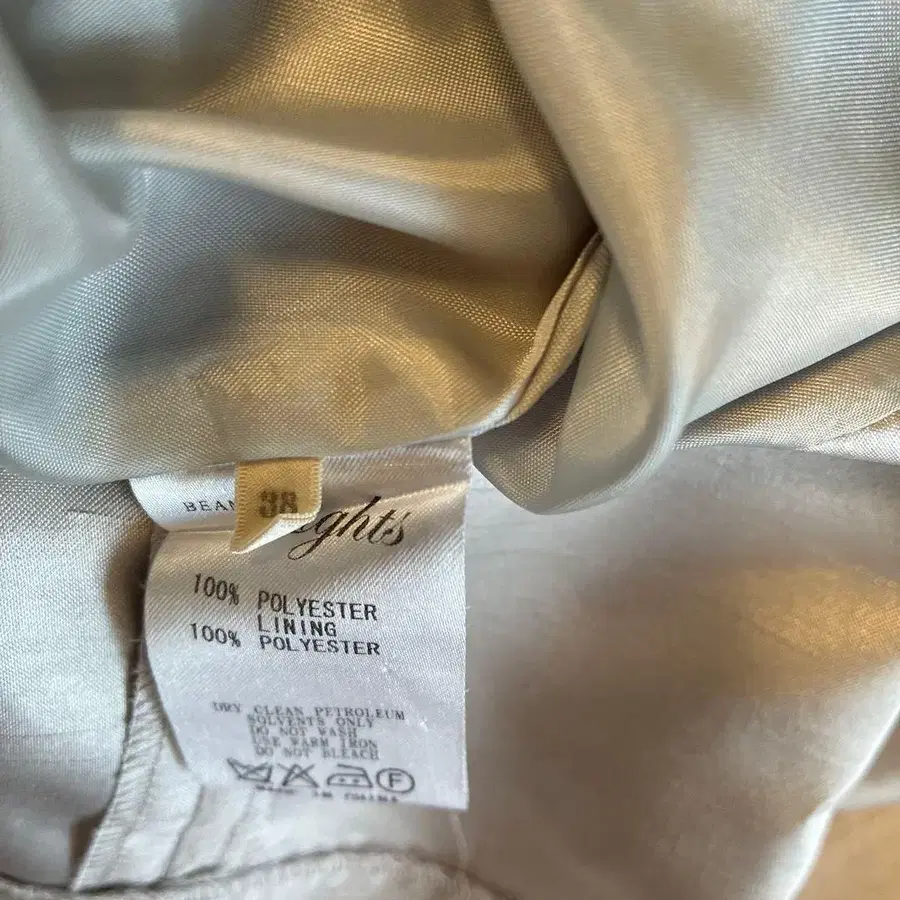 38
BEAM
ghts
100% POLYESTER
LINING
100% POLYESTER
DRY CLEAN PETROLEUM
SOLVENTS ONLY
DO NOT WASH
USE WARM IRON
DO NOT BLEACH
F
MADE IN CHINA